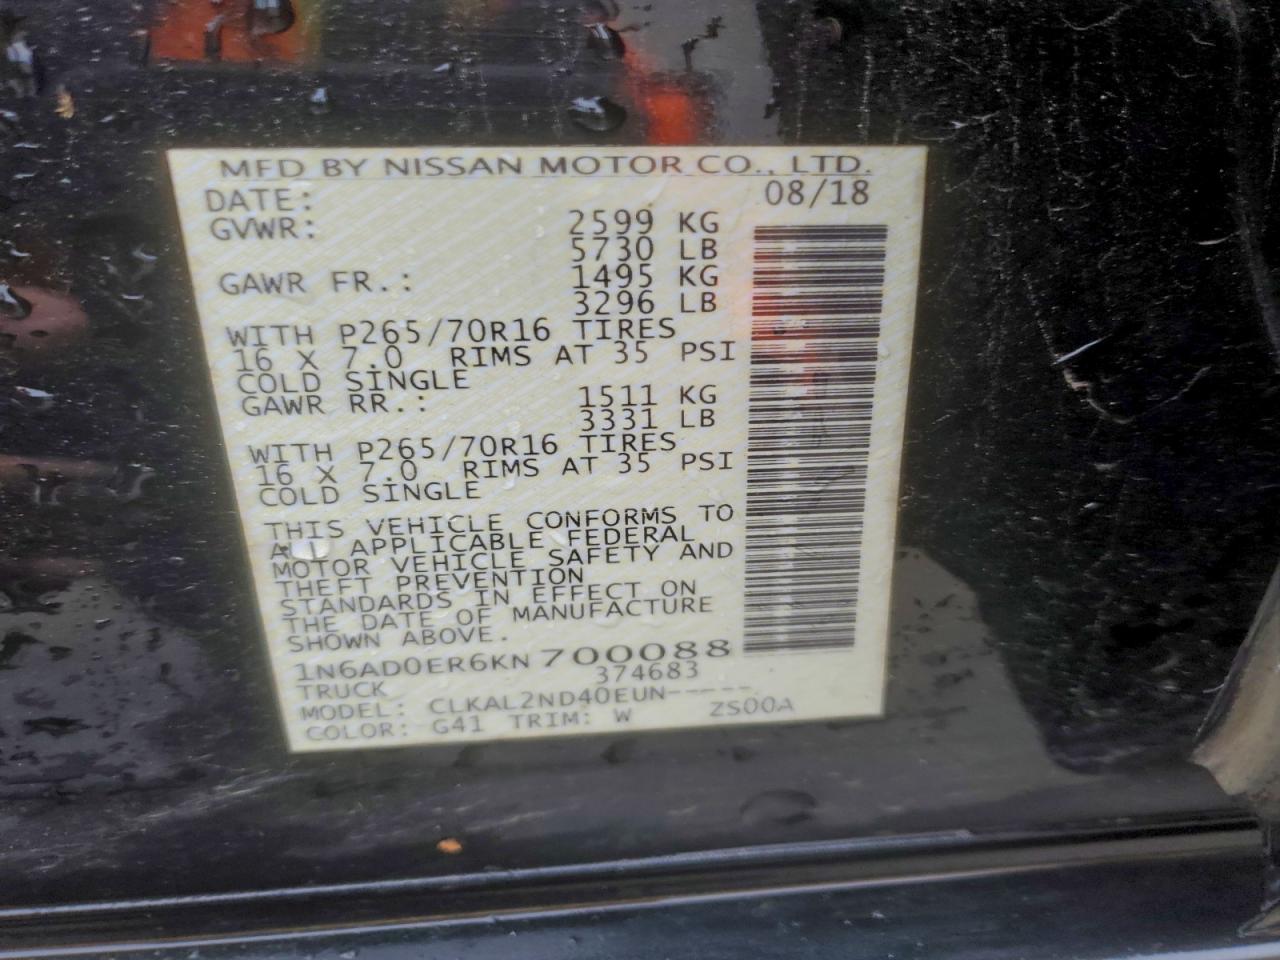 MFD BY NISSAN MOTOR CO., LTD.
DATE: 08/18
GVWR: 2599 KG
5730 LB
GAWR FR.: 1495 KG
3296 LB
WITH P265/70R16 TIRES
16 X 7.0 RIMS AT 35 PSI
COLD SINGLE
GAWR RR.: 1511 KG
3331 LB
WITH P265/70R16 TIRES
16 X 7.0 RIMS AT 35 PSI
COLD SINGLE
THIS VEHICLE CONFORMS TO
ALL APPLICABLE FEDERAL
MOTOR VEHICLE SAFETY AND
THEFT PREVENTION
STANDARDS IN EFFECT ON
THE DATE OF MANUFACTURE
SHOWN ABOVE.
1N6AD0ER6KN700088
374683
TRUCK
MODEL: CLKAL2ND40EUN-----
COLOR: G41 TRIM: W ZS00A